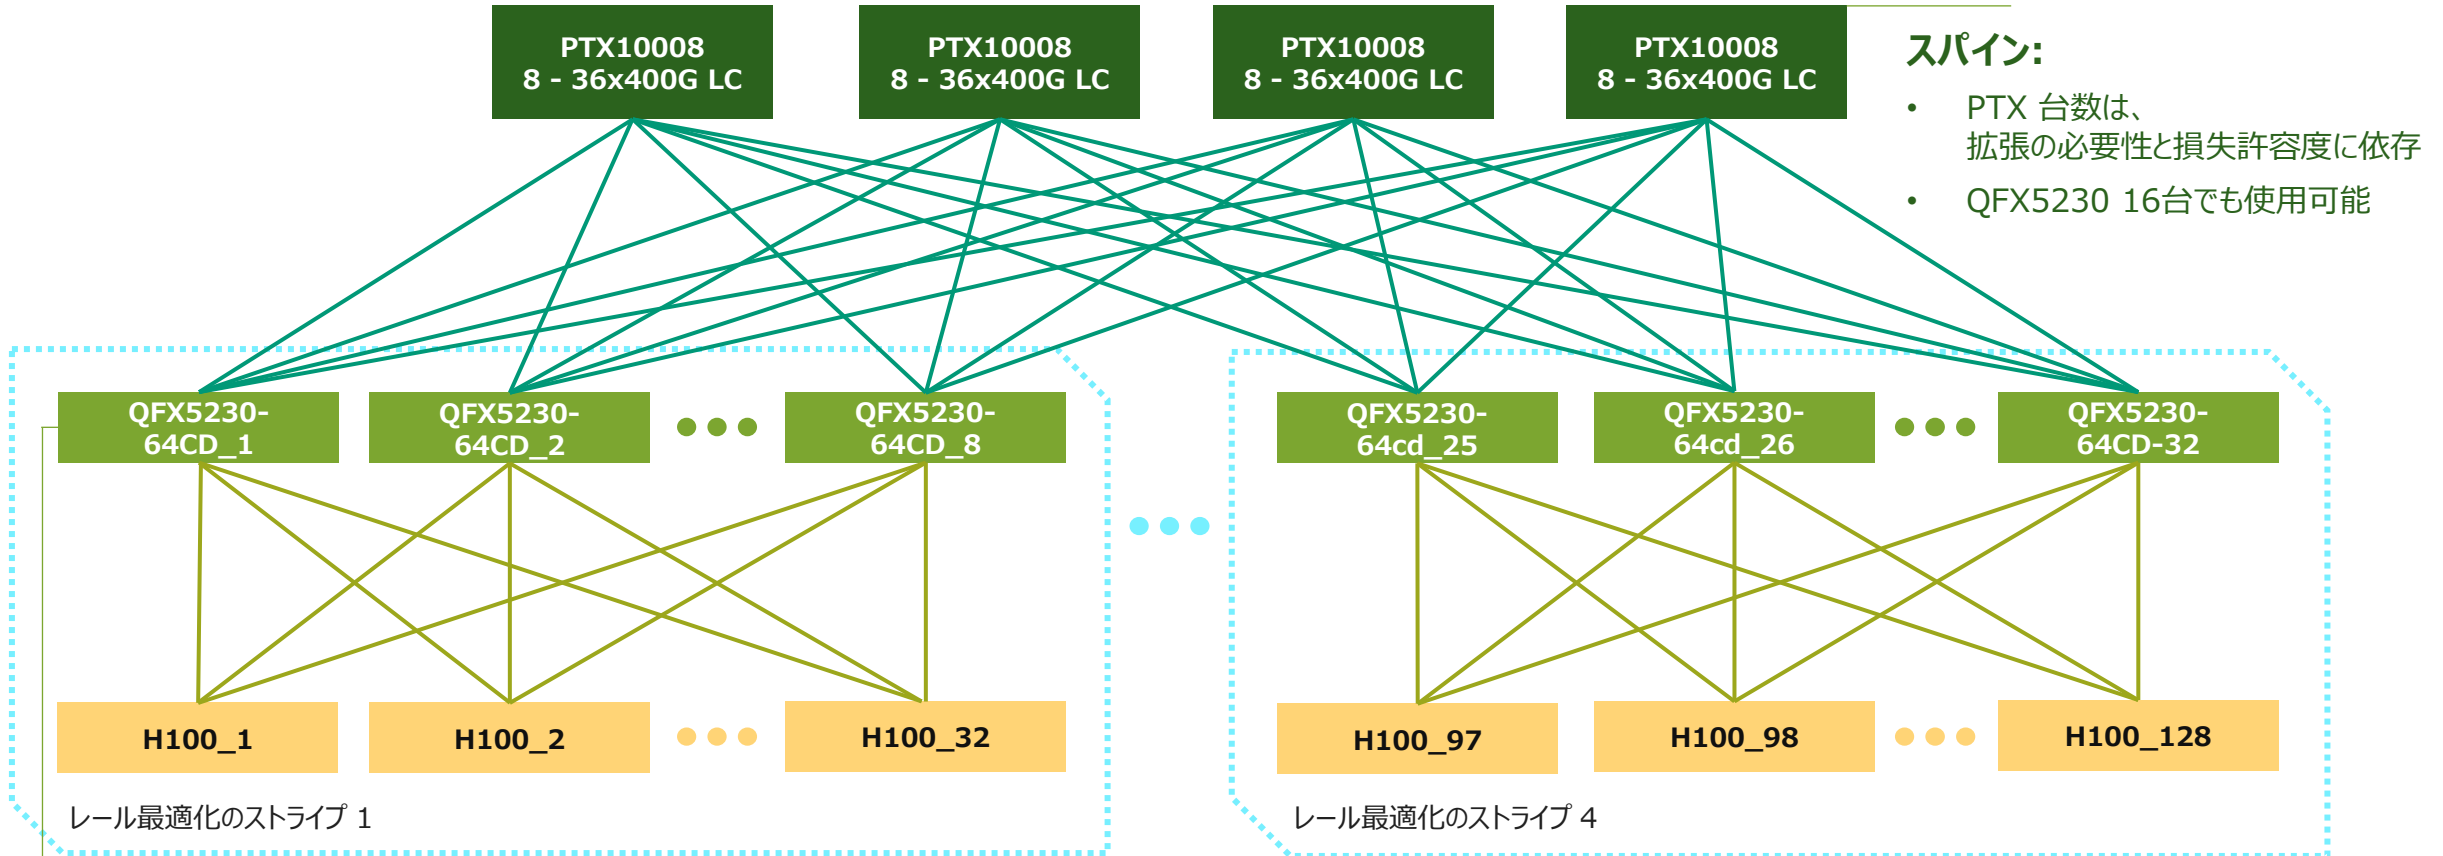 PTX10008
8 - 36x400G LC
PTX10008
8 - 36x400G LC
PTX10008
8 - 36x400G LC
PTX10008
8 - 36x400G LC
スパイン:
• PTX 台数は、
拡張の必要性と損失許容度に依存
• QFX5230 16台でも使用可能
QFX5230-
64CD_1
QFX5230-
64CD_2
QFX5230-
64CD_8
QFX5230-
64cd_25
QFX5230-
64cd_26
QFX5230-
64CD-32
H100_1
H100_2
H100_32
H100_97
H100_98
H100_128
レール最適化のストライプ 1
レール最適化のストライプ 4